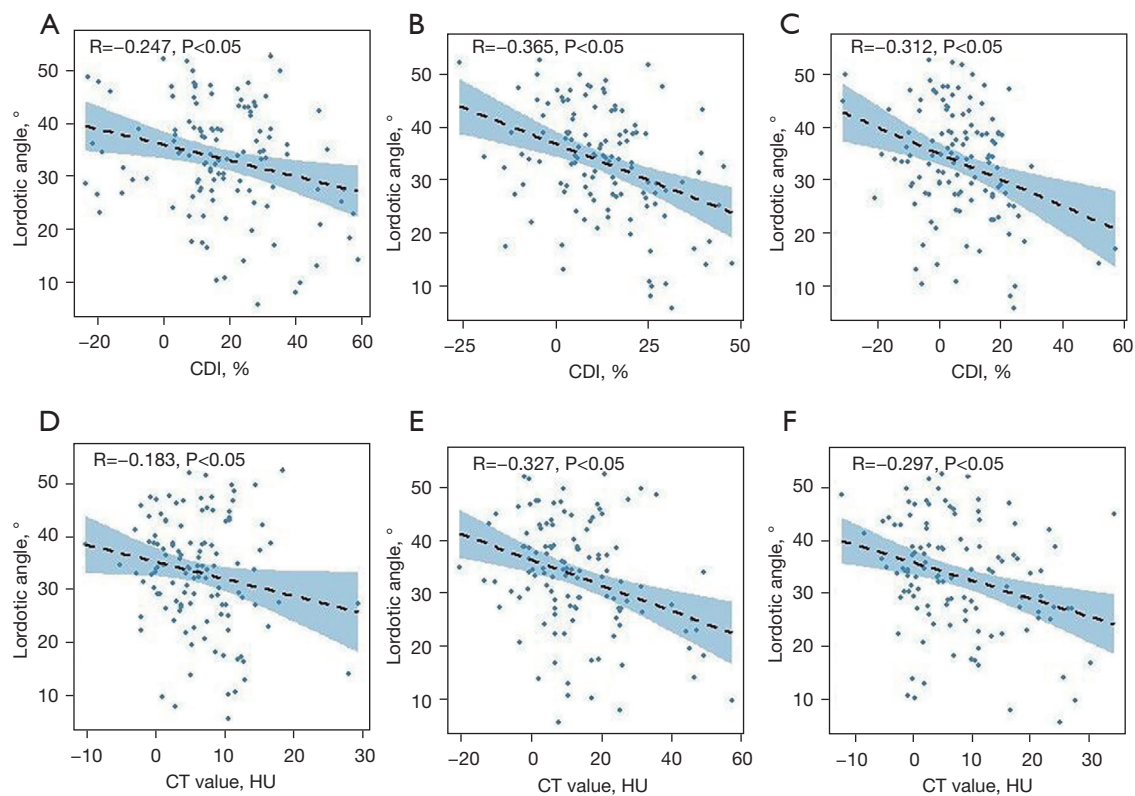 A
R=−0.247, P<0.05
Lordotic angle, °
50
40
30
20
10
−20 0 20 40 60
CDI, %
B
R=−0.365, P<0.05
Lordotic angle, °
50
40
30
20
10
−25 0 25 50
CDI, %
C
R=−0.312, P<0.05
Lordotic angle, °
50
40
30
20
10
−20 0 20 40 60
CDI, %
D
R=−0.183, P<0.05
Lordotic angle, °
50
40
30
20
10
−10 0 10 20 30
CT value, HU
E
R=−0.327, P<0.05
Lordotic angle, °
50
40
30
20
10
−20 0 20 40 60
CT value, HU
F
R=−0.297, P<0.05
Lordotic angle, °
50
40
30
20
10
−10 0 10 20 30
CT value, HU